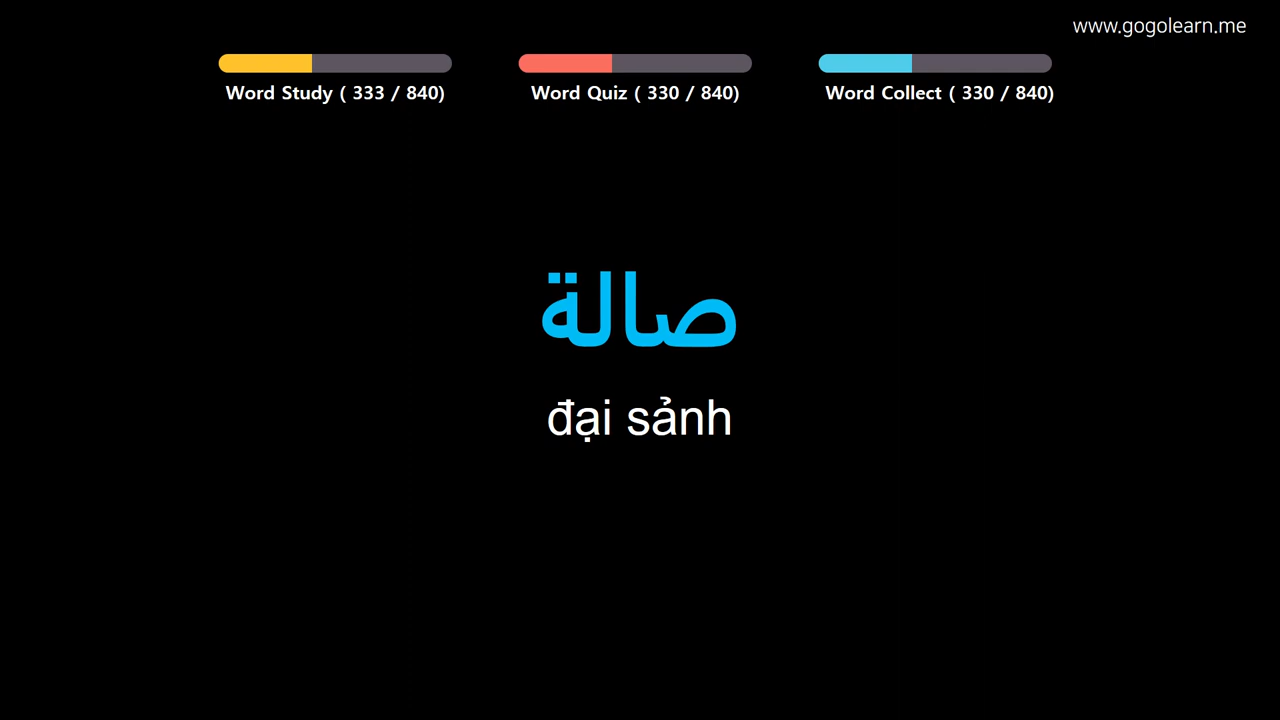 www.gogolearn.me
Word Study ( 333 / 840)
Word Quiz ( 330 / 840)
Word Collect ( 330 / 840)
صالة
đại sảnh